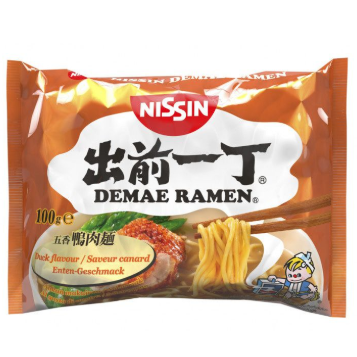 NISSIN DEMAE RAMEN
NISSIN
出前一丁®
DEMAE RAMEN®
100g ℮
五香鴨肉麵
Duck flavour / Saveur canard
Enten-Geschmack